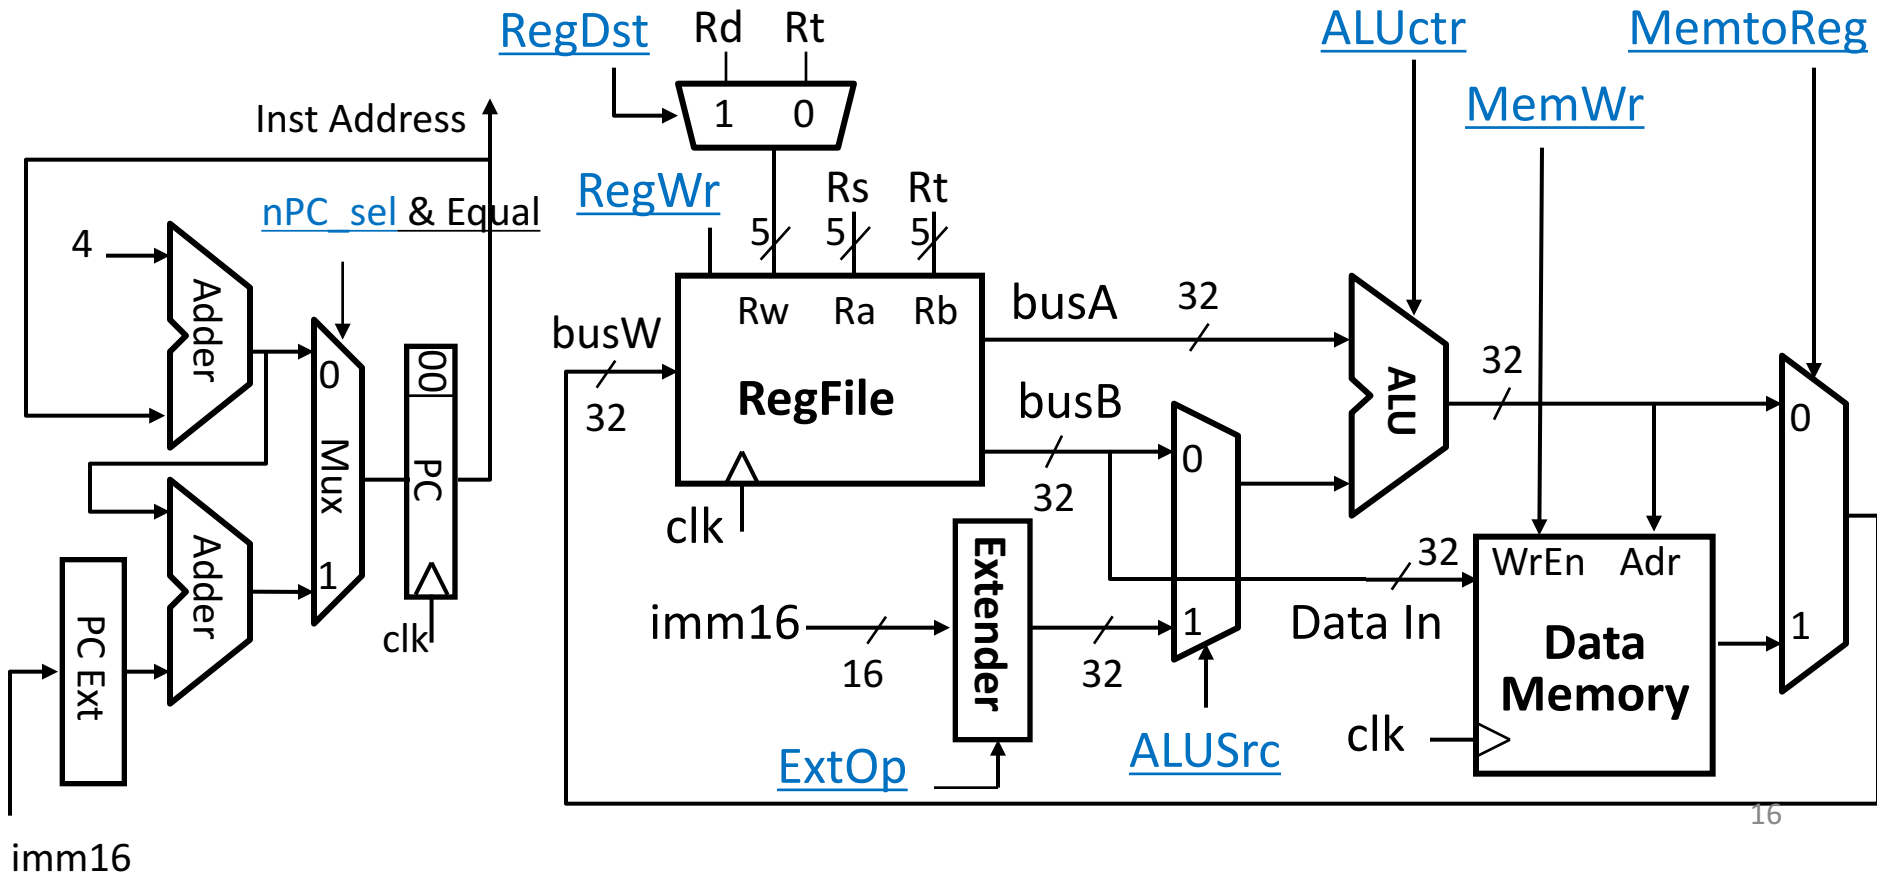 RegDst
Rd Rt
ALUctr
MemtoReg
1 0
Inst Address
MemWr
nPC_sel & Equal
RegWr
Rs Rt
4
5 5 5
Adder
Rw Ra Rb
busW
32
RegFile
clk
busA
32
busB
32
0
Mux
1
00
PC
clk
Adder
PC Ext
imm16
imm16
16
Extender
32
ExtOp
0
1
ALUSrc
ALU
32
32
Data In
WrEn Adr
Data
Memory
clk
0
1
16